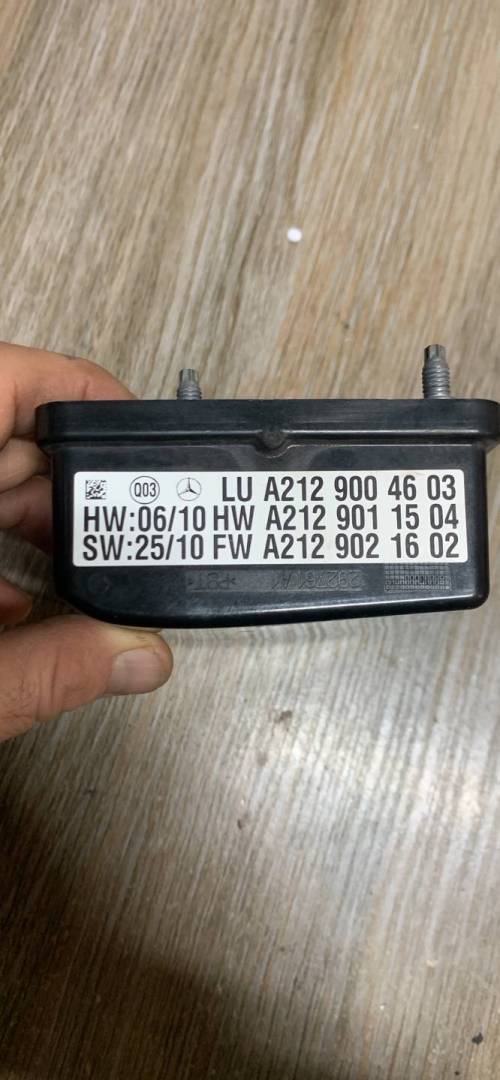 Q03 LU A212 900 46 03
HW:06/10 HW A212 901 15 04
SW:25/10 FW A212 902 16 02